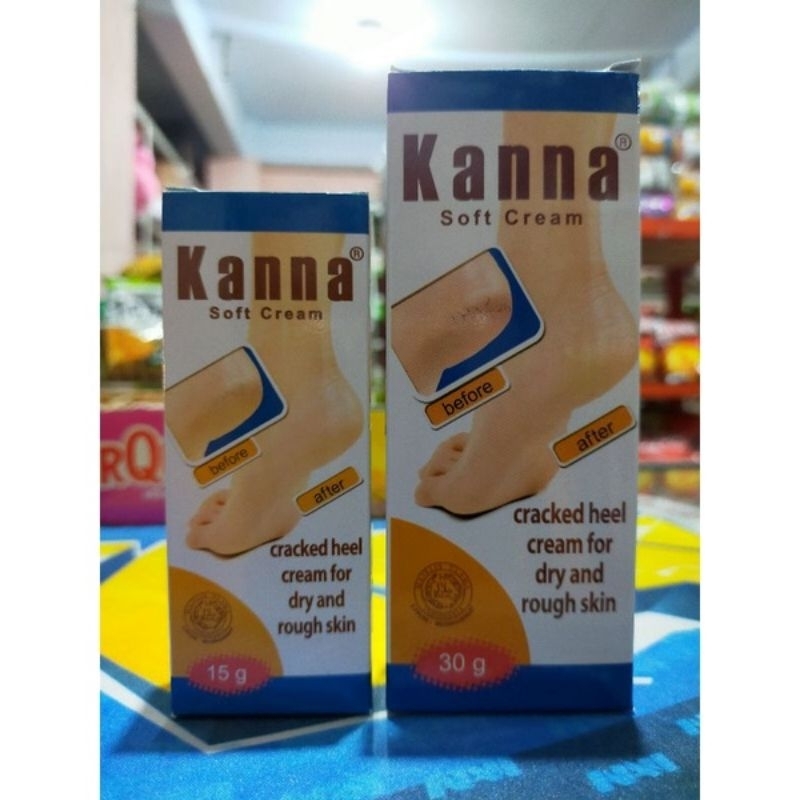 Kanna®
Soft Cream
before
after
cracked heel
cream for
dry and
rough skin
15 g
Kanna®
Soft Cream
before
after
cracked heel
cream for
dry and
rough skin
30 g
RQ